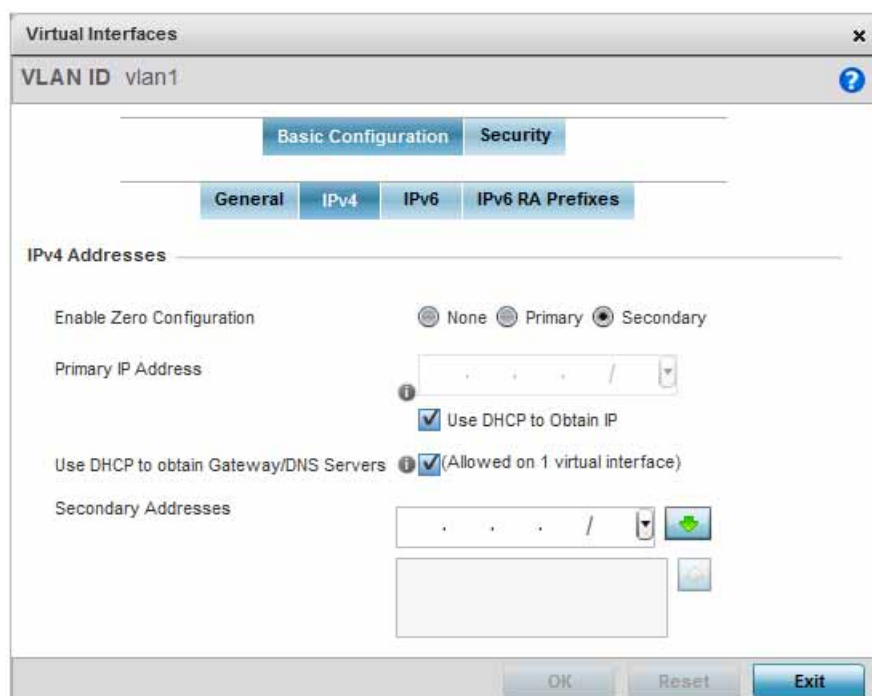 Virtual Interfaces
VLAN ID vlan1
Basic Configuration Security
General IPv4 IPv6 IPv6 RA Prefixes
IPv4 Addresses
Enable Zero Configuration None Primary Secondary
Primary IP Address . . . /
Use DHCP to Obtain IP
Use DHCP to obtain Gateway/DNS Servers (Allowed on 1 virtual interface)
Secondary Addresses . . . /
OK Reset Exit